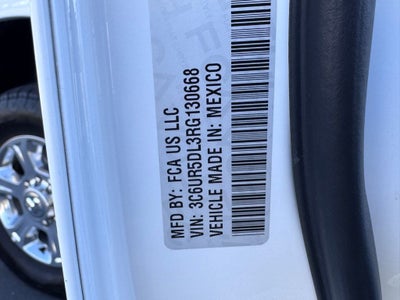 MFD BY: FCA US LLC
VIN: 3C6UR5DL3RG130668
VEHICLE MADE IN: MEXICO